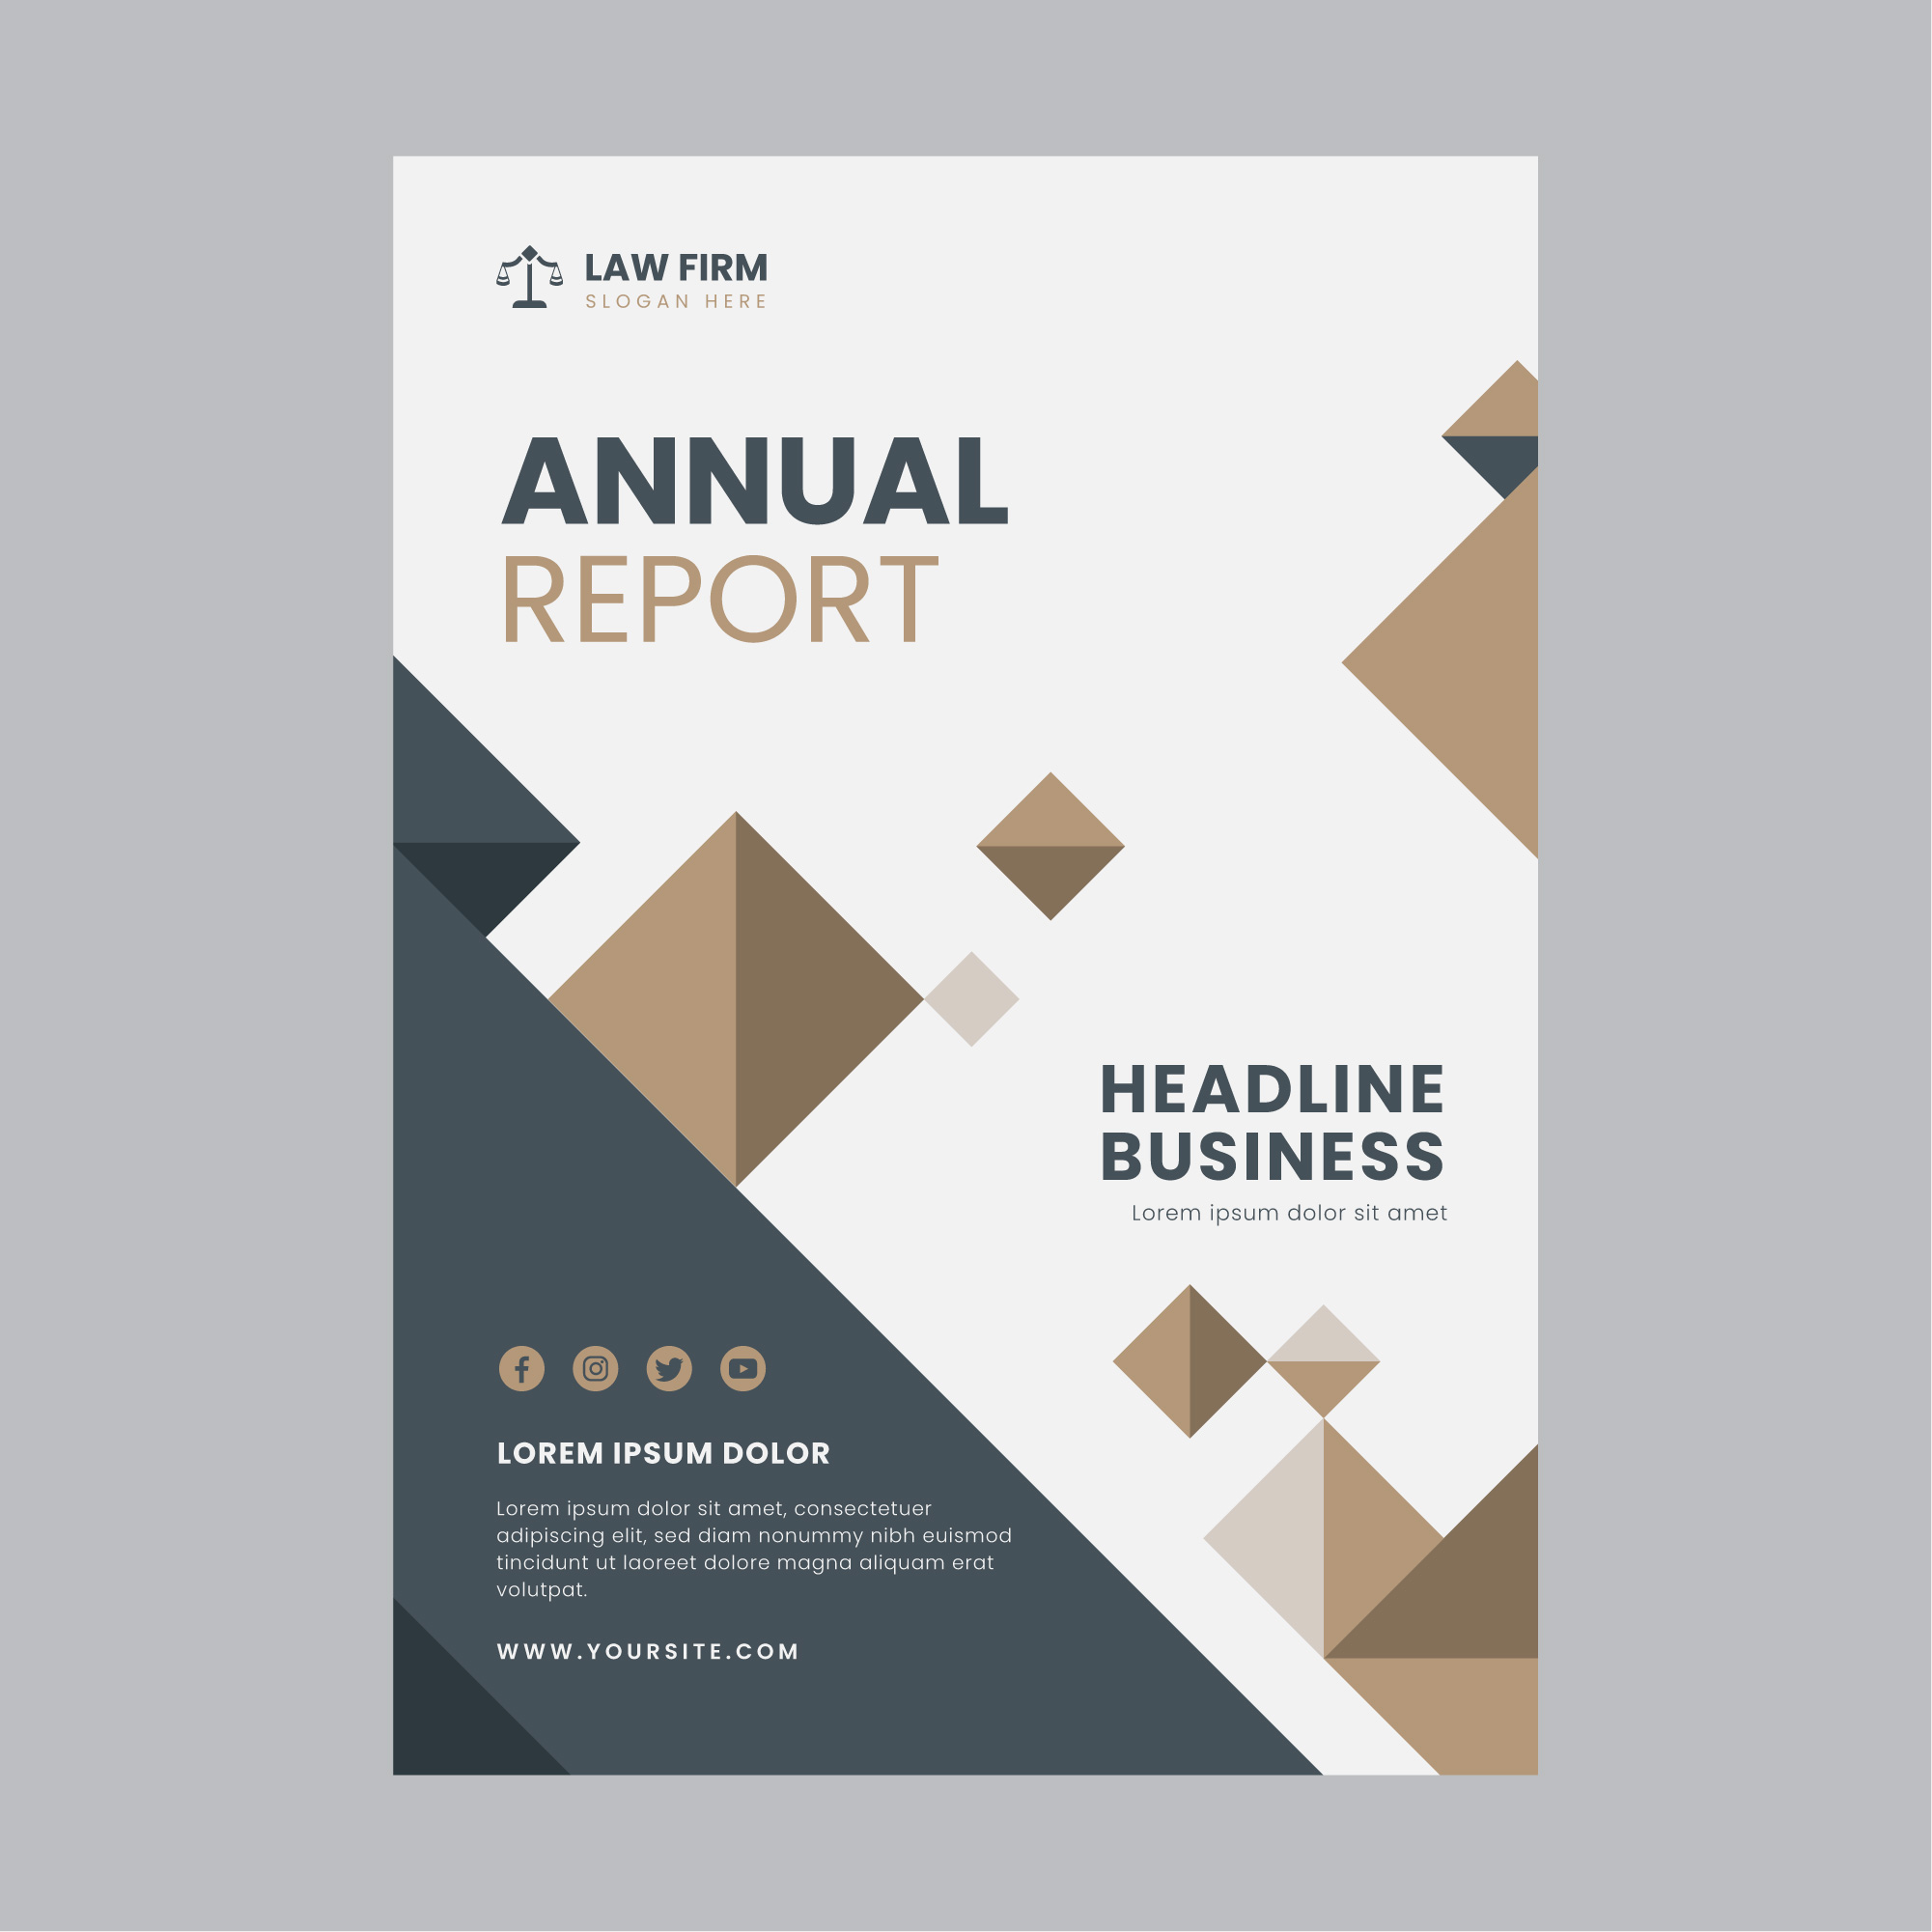 LAW FIRM
SLOGAN HERE
ANNUAL
REPORT
HEADLINE
BUSINESS
Lorem ipsum dolor sit amet
LOREM IPSUM DOLOR
Lorem ipsum dolor sit amet, consectetuer
adipiscing elit, sed diam nonummy nibh euismod
tincidunt ut laoreet dolore magna aliquam erat
volutpat.
WWW.YOURSITE.COM